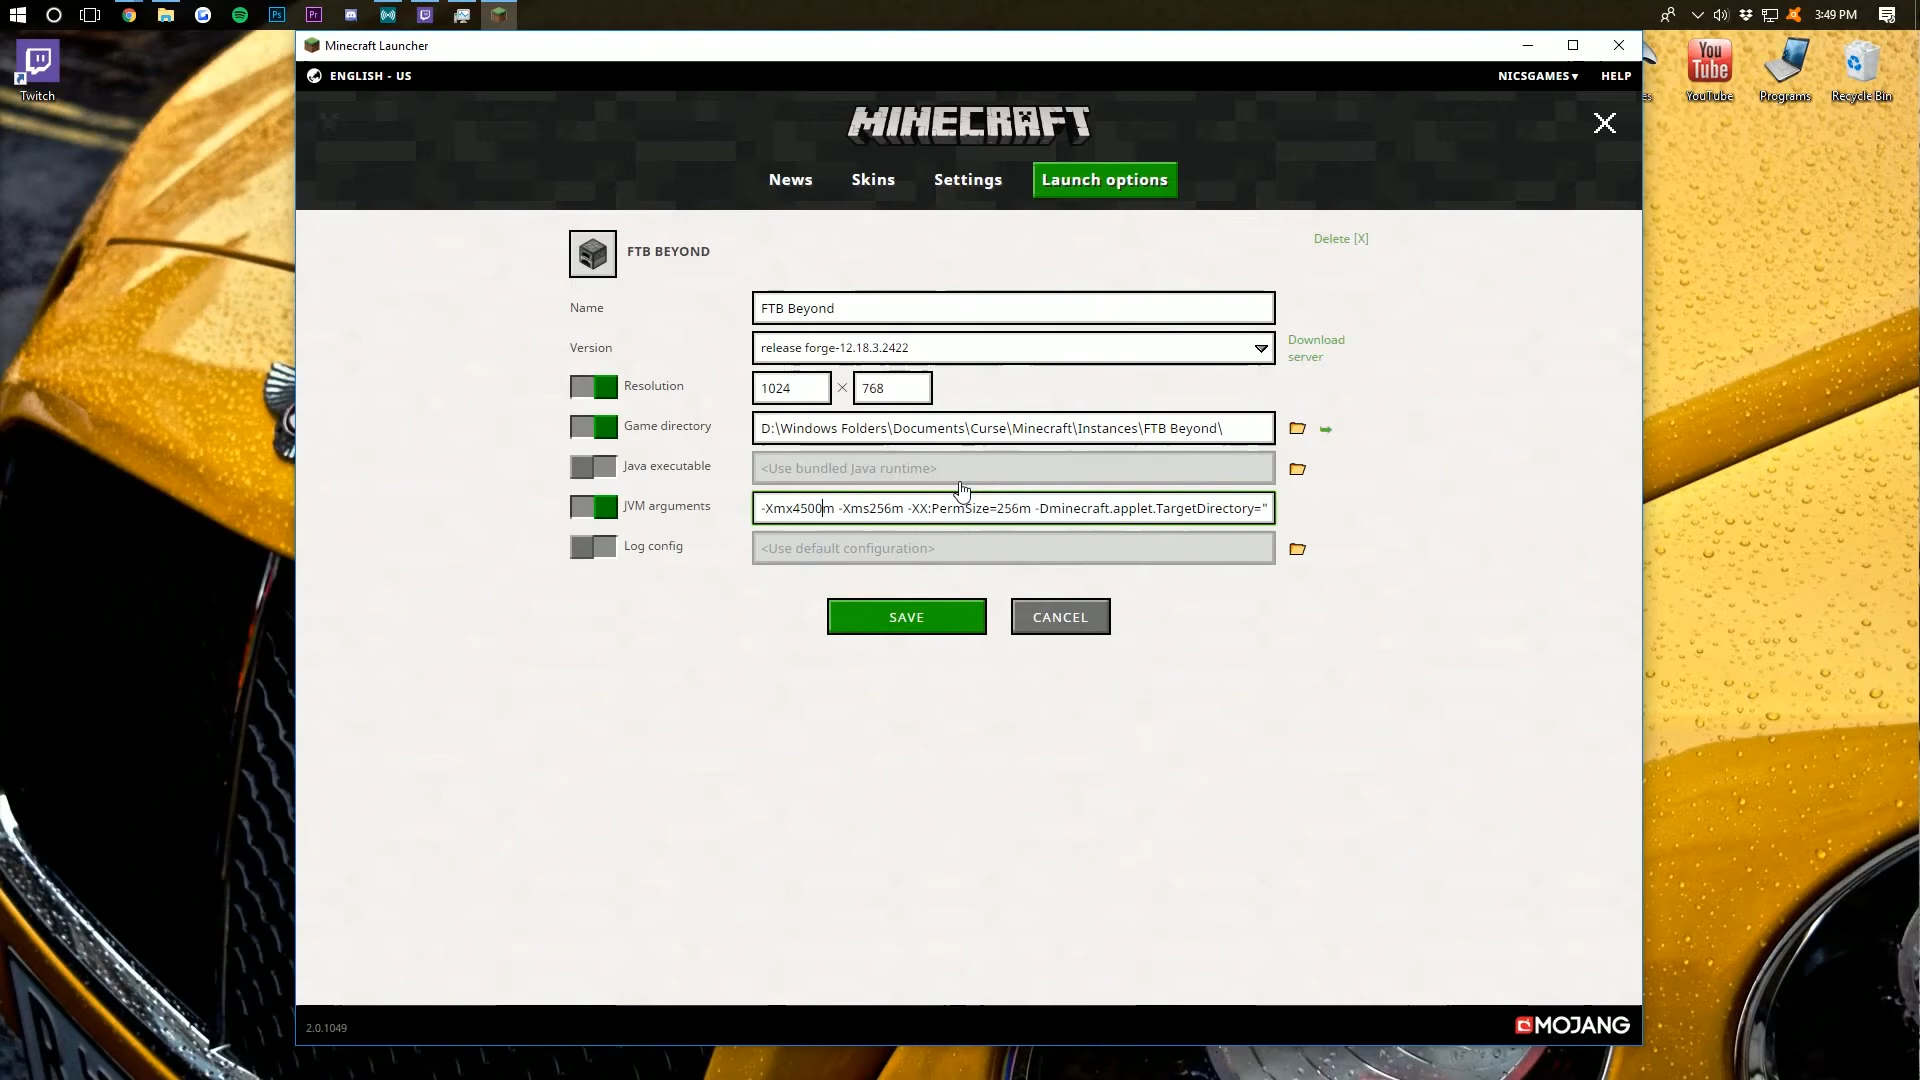 3:49 PM
Minecraft Launcher
ENGLISH - US
NICSGAMES▾
HELP
Twitch
You
Tube
es
YouTube
Programs
Recycle Bin
MINECRAFT
News
Skins
Settings
Launch options
FTB BEYOND
Delete [X]
Name
FTB Beyond
Version
release forge-12.18.3.2422
Download
server
Resolution
1024
×
768
Game directory
D:\Windows Folders\Documents\Curse\Minecraft\Instances\FTB Beyond\
Java executable
<Use bundled Java runtime>
JVM arguments
-Xmx4500m -Xms256m -XX:PermSize=256m -Dminecraft.applet.TargetDirectory="
Log config
<Use default configuration>
SAVE
CANCEL
2.0.1049
MOJANG